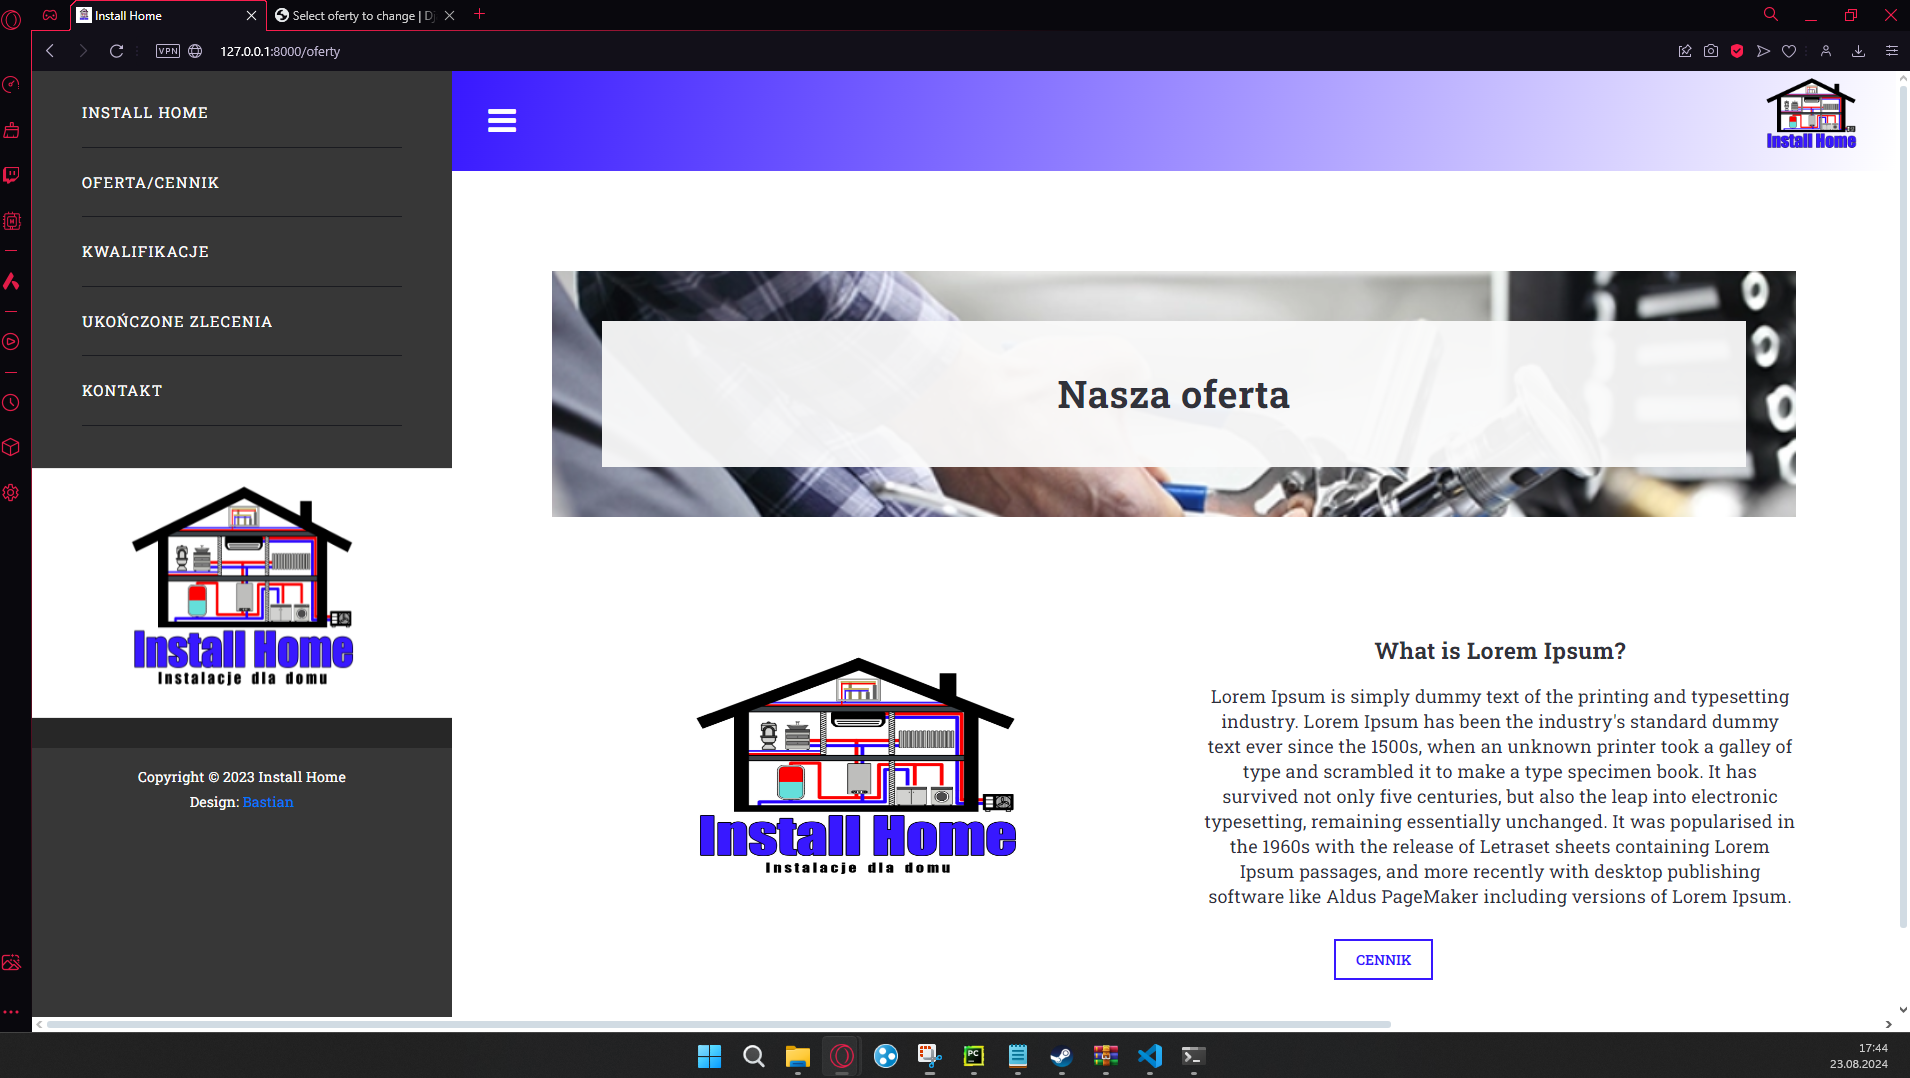 Install Home
Select oferty to change | Dj
VPN
127.0.0.1:8000/oferty
INSTALL HOME
OFERTA/CENNIK
KWALIFIKACJE
UKOŃCZONE ZLECENIA
KONTAKT
Install Home
Instalacje dla domu
Copyright © 2023 Install Home
Design: Bastian
Install Home
Nasza oferta
Install Home
Instalacje dla domu
What is Lorem Ipsum?
Lorem Ipsum is simply dummy text of the printing and typesetting
industry. Lorem Ipsum has been the industry's standard dummy
text ever since the 1500s, when an unknown printer took a galley of
type and scrambled it to make a type specimen book. It has
survived not only five centuries, but also the leap into electronic
typesetting, remaining essentially unchanged. It was popularised in
the 1960s with the release of Letraset sheets containing Lorem
Ipsum passages, and more recently with desktop publishing
software like Aldus PageMaker including versions of Lorem Ipsum.
CENNIK
PC
17:44
23.08.2024